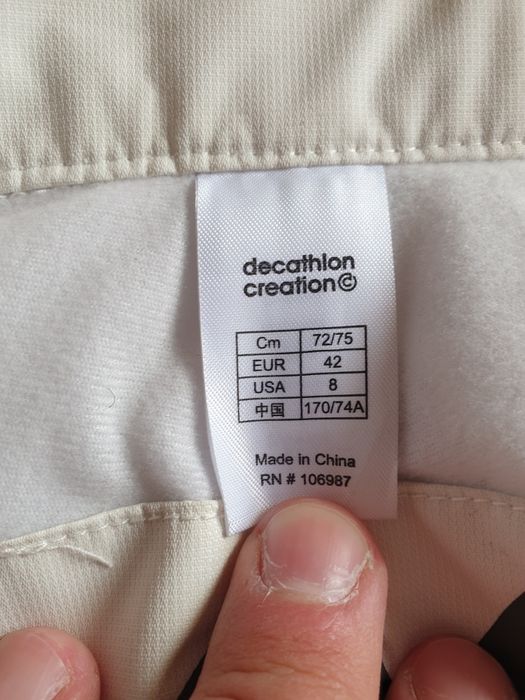 decathlon
creation©
Cm 72/75
EUR 42
USA 8
中国 170/74A
Made in China
RN # 106987